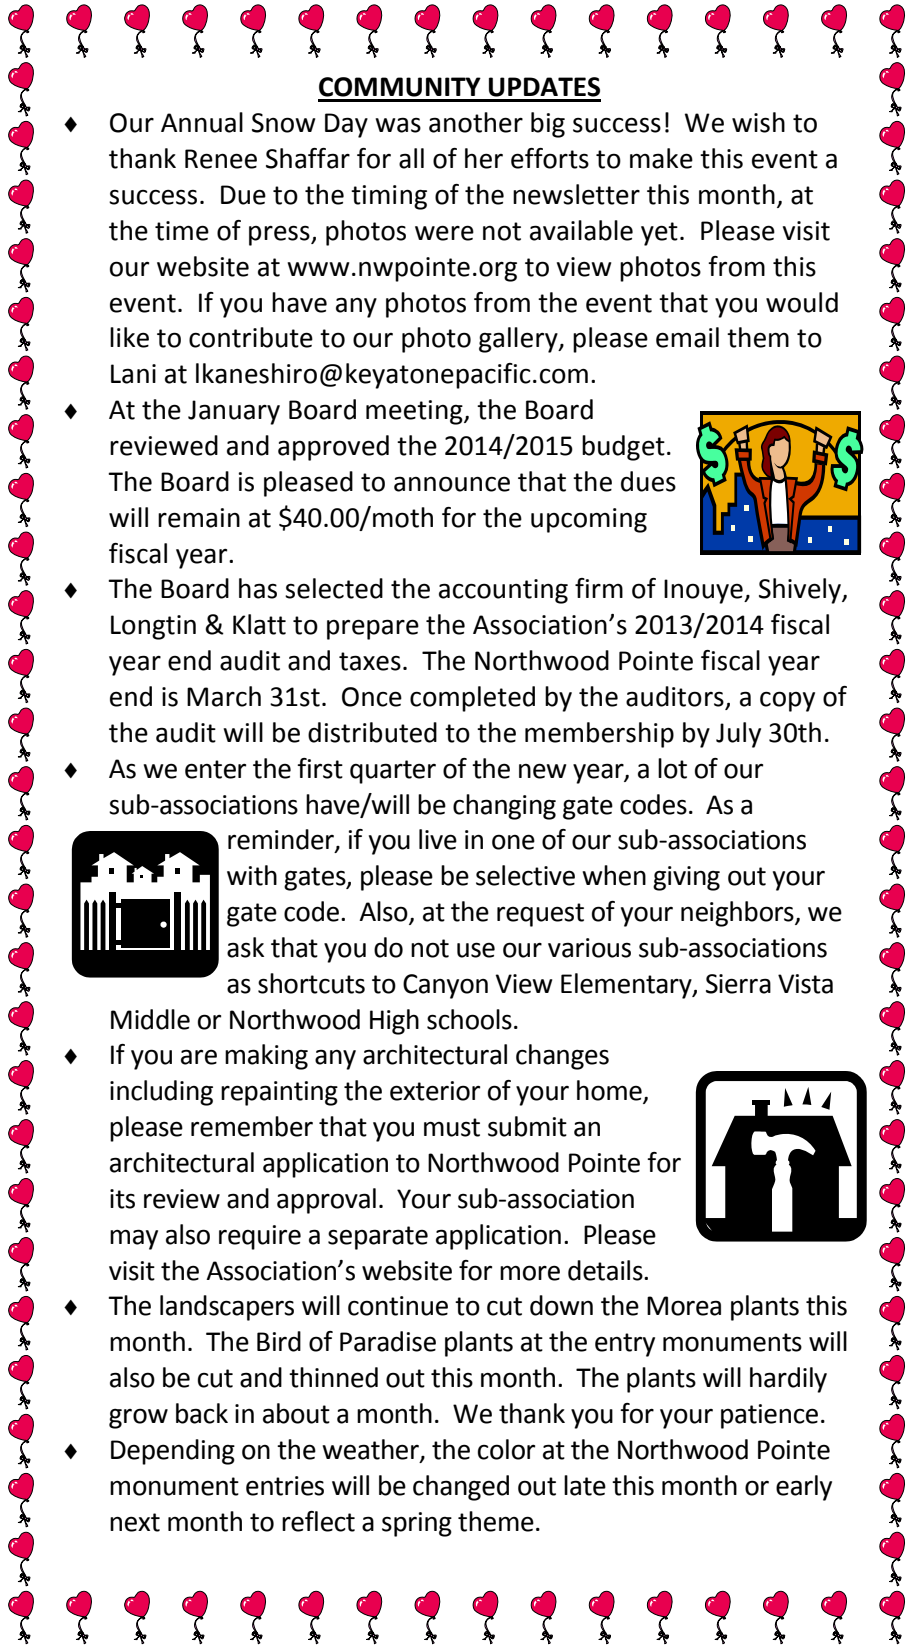 COMMUNITY UPDATES
♦ Our Annual Snow Day was another big success!  We wish to
thank Renee Shaffar for all of her efforts to make this event a
success.  Due to the timing of the newsletter this month, at
the time of press, photos were not available yet.  Please visit
our website at www.nwpointe.org to view photos from this
event.  If you have any photos from the event that you would
like to contribute to our photo gallery, please email them to
Lani at lkaneshiro@keyatonepacific.com.
♦ At the January Board meeting, the Board
reviewed and approved the 2014/2015 budget.
The Board is pleased to announce that the dues
will remain at $40.00/moth for the upcoming
fiscal year.
♦ The Board has selected the accounting firm of Inouye, Shively,
Longtin & Klatt to prepare the Association’s 2013/2014 fiscal
year end audit and taxes.  The Northwood Pointe fiscal year
end is March 31st.  Once completed by the auditors, a copy of
the audit will be distributed to the membership by July 30th.
♦ As we enter the first quarter of the new year, a lot of our
sub-associations have/will be changing gate codes.  As a
reminder, if you live in one of our sub-associations
with gates, please be selective when giving out your
gate code.  Also, at the request of your neighbors, we
ask that you do not use our various sub-associations
as shortcuts to Canyon View Elementary, Sierra Vista
Middle or Northwood High schools.
♦ If you are making any architectural changes
including repainting the exterior of your home,
please remember that you must submit an
architectural application to Northwood Pointe for
its review and approval.  Your sub-association
may also require a separate application.  Please
visit the Association’s website for more details.
♦ The landscapers will continue to cut down the Morea plants this
month.  The Bird of Paradise plants at the entry monuments will
also be cut and thinned out this month.  The plants will hardily
grow back in about a month.  We thank you for your patience.
♦ Depending on the weather, the color at the Northwood Pointe
monument entries will be changed out late this month or early
next month to reflect a spring theme.